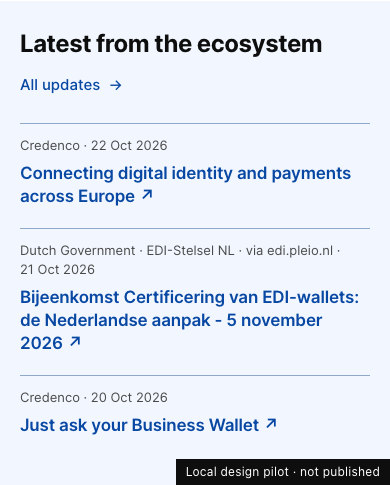 Latest from the ecosystem
All updates →
Credenco · 22 Oct 2026
Connecting digital identity and payments
across Europe ↗
Dutch Government · EDI-Stelsel NL · via edi.pleio.nl ·
21 Oct 2026
Bijeenkomst Certificering van EDI-wallets:
de Nederlandse aanpak - 5 november
2026 ↗
Credenco · 20 Oct 2026
Just ask your Business Wallet ↗
Local design pilot · not published